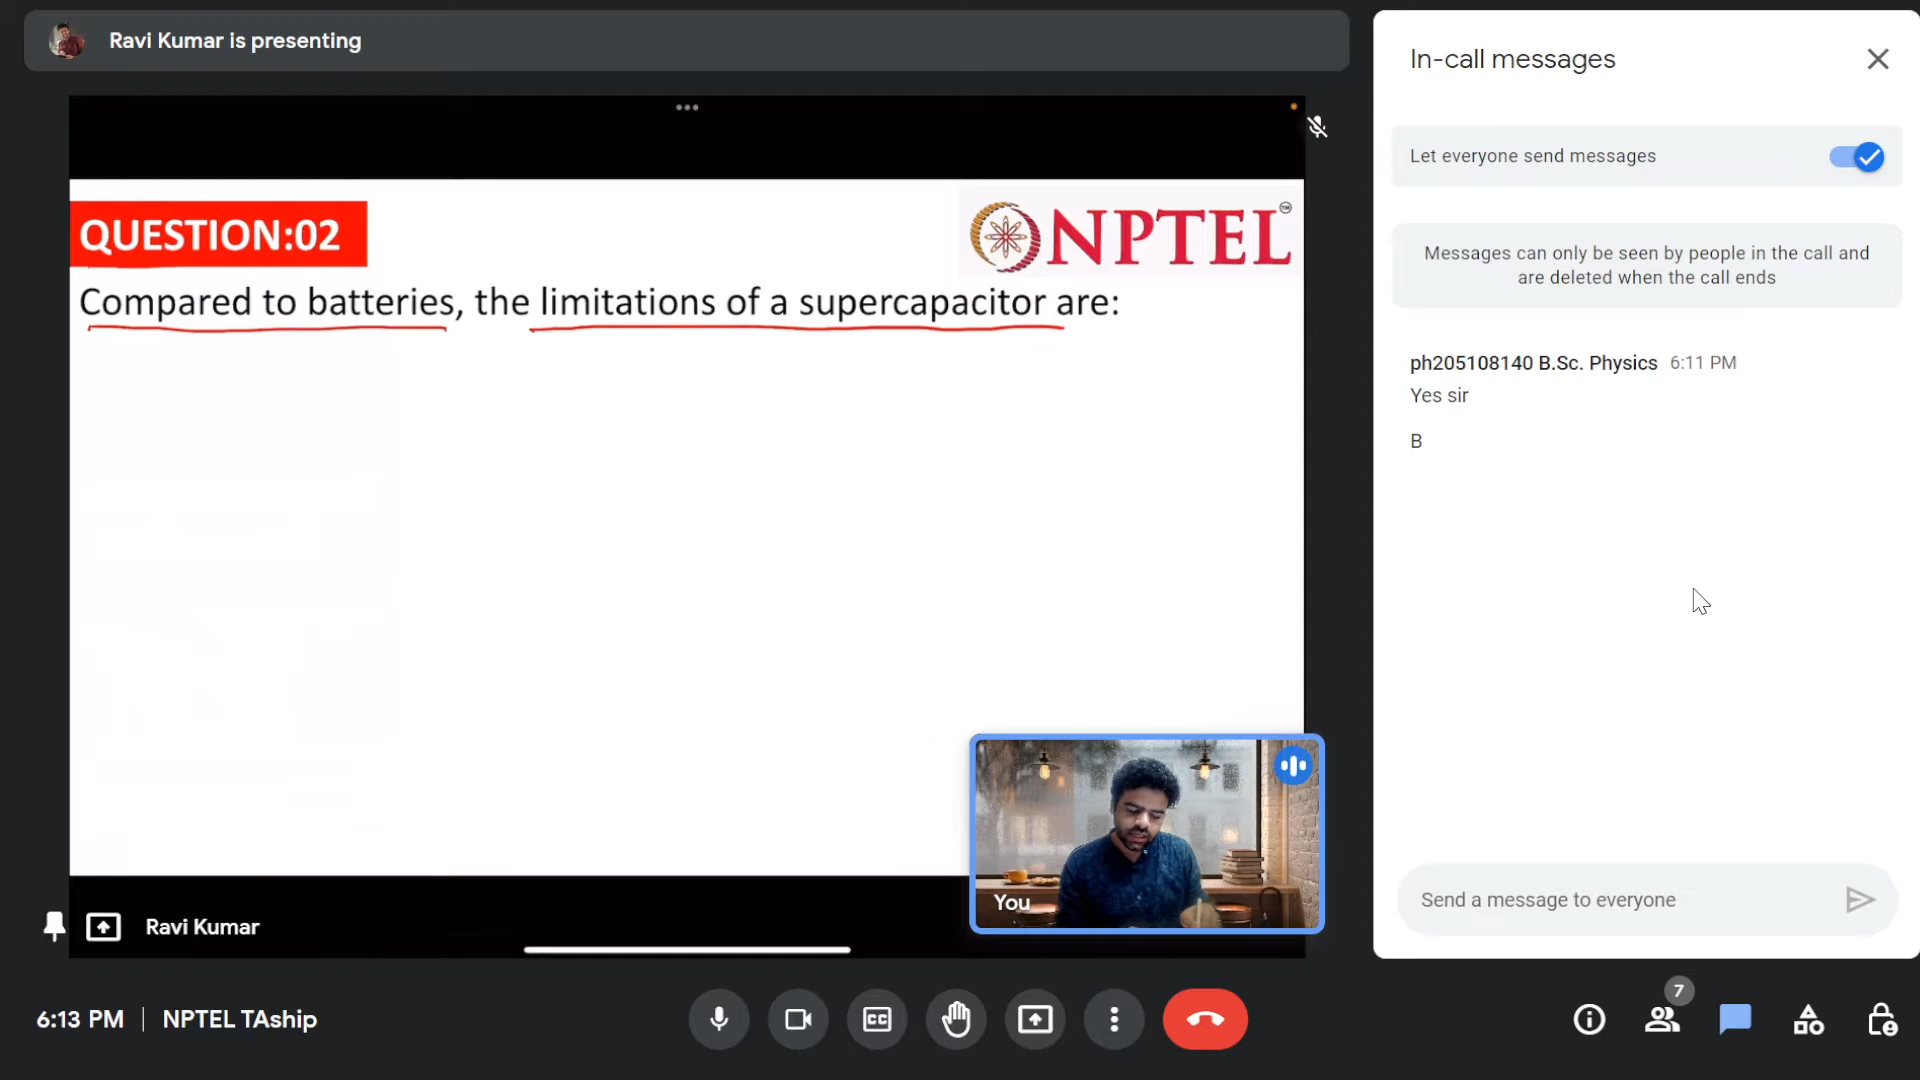 Ravi Kumar is presenting
In-call messages
Let everyone send messages
Messages can only be seen by people in the call and
are deleted when the call ends
QUESTION:02
NPTEL
TM
Compared to batteries, the limitations of a supercapacitor are:
ph205108140 B.Sc. Physics 6:11 PM
Yes sir
B
You
Ravi Kumar
Send a message to everyone
6:13 PM | NPTEL TAship
CC
7